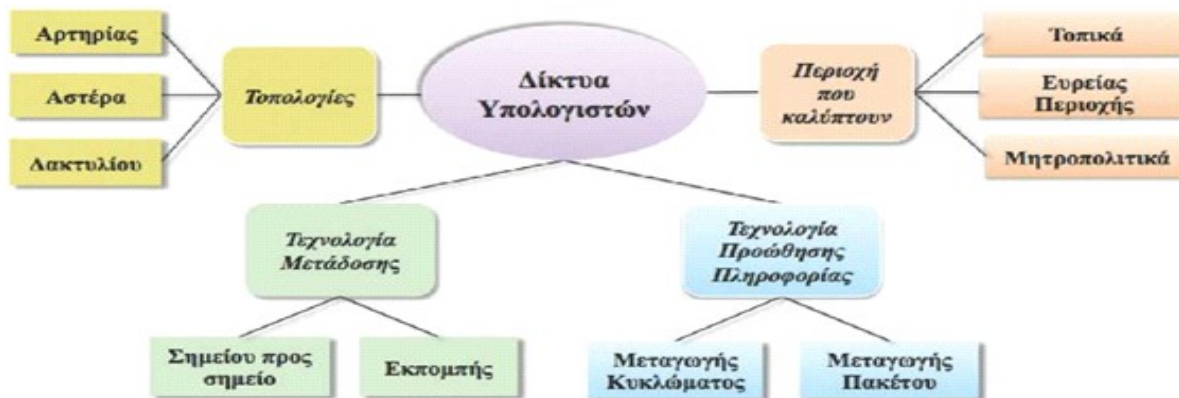 Αρτηρίας
Αστέρα
Δακτυλίου
Τοπολογίες
Δίκτυα
Υπολογιστών
Περιοχή
που
καλύπτουν
Τοπικά
Ευρείας
Περιοχής
Μητροπολιτικά
Τεχνολογία
Μετάδοσης
Σημείου προς
σημείο
Εκπομπής
Τεχνολογία
Προώθησης
Πληροφορίας
Μεταγωγής
Κυκλώματος
Μεταγωγής
Πακέτου